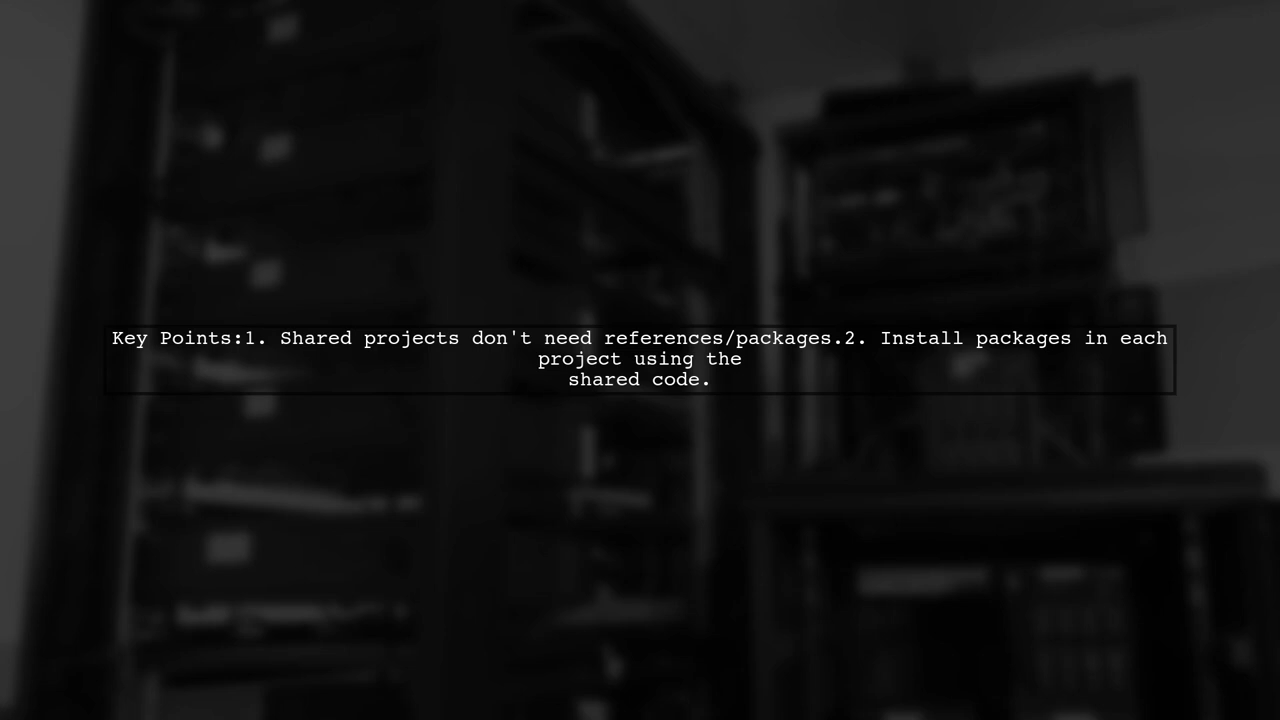 Key Points:1. Shared projects don't need references/packages.2. Install packages in each
project using the
shared code.